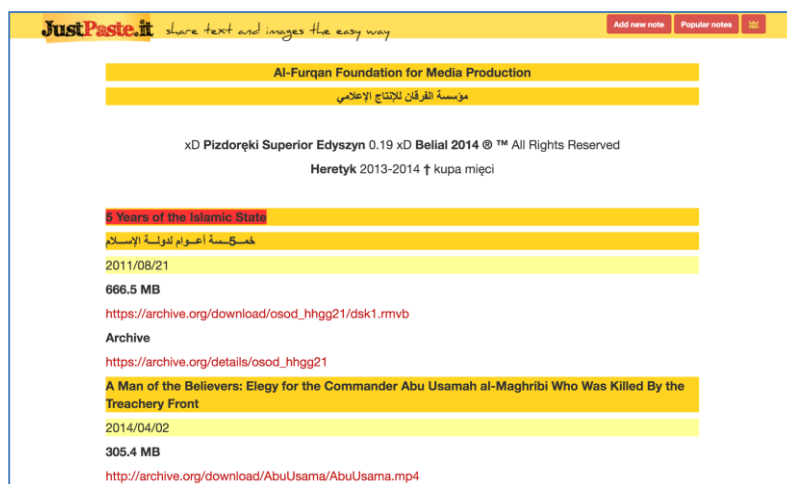 JustPaste.it share text and images the easy way
Add new note Popular notes
Al-Furqan Foundation for Media Production
مؤسسة الفرقان للإنتاج الإعلامي
xD Pizdoręki Superior Edyszyn 0.19 xD Belial 2014 ® ™ All Rights Reserved
Heretyk 2013-2014 † kupa mięci
5 Years of the Islamic State
خمـــ5ــسة أعـــوام لدولـــة الإســـلام
2011/08/21
666.5 MB
https://archive.org/download/osod_hhgg21/dsk1.rmvb
Archive
https://archive.org/details/osod_hhgg21
A Man of the Believers: Elegy for the Commander Abu Usamah al-Maghribi Who Was Killed By the
Treachery Front
2014/04/02
305.4 MB
http://archive.org/download/AbuUsama/AbuUsama.mp4